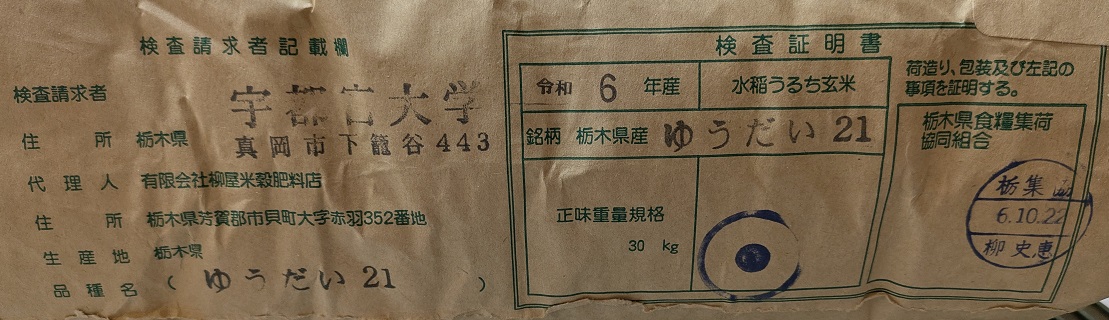 検査請求者記載欄
検査請求者 宇都宮大学
住所 栃木県 真岡市下籠谷443
代理人 有限会社柳屋米穀肥料店
住所 栃木県芳賀郡市貝町大字赤羽352番地
生産地 栃木県
品種名 (ゆうだい21)
検査証明書
令和 6 年産 水稲うるち玄米
銘柄 栃木県産 ゆうだい21
正味重量規格
30 kg
荷造り、包装及び左記の
事項を証明する。
栃木県食糧集荷
協同組合
栃集
6.10.22
柳 史恵